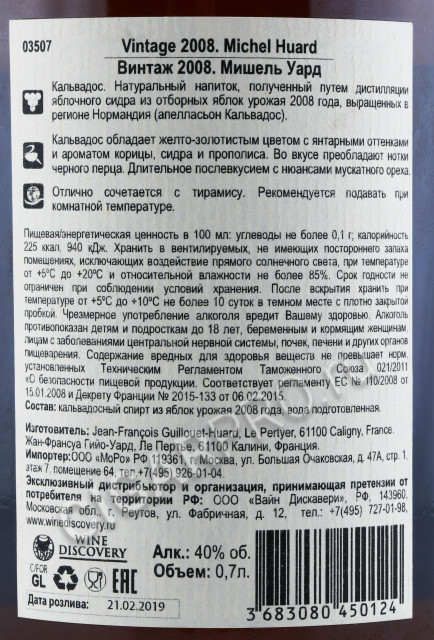 03507
Vintage 2008. Michel Huard
Винтаж 2008. Мишель Уард
Кальвадос. Натуральный напиток, полученный путем дистилляции
яблочного сидра из отборных яблок урожая 2008 года, выращенных в
регионе Нормандия (апелласьон Кальвадос).
Кальвадос обладает желто-золотистым цветом с янтарными оттенками
и ароматом корицы, сидра и прополиса. Во вкусе преобладают нотки
черного перца. Длительное послевкусие с нюансами мускатного ореха.
Отлично сочетается с тирамису. Рекомендуется подавать при
комнатной температуре.
Пищевая/энергетическая ценность в 100 мл: углеводы не более 0,1 г; калорийность
225 ккал, 940 кДж. Хранить в вентилируемых, не имеющих постороннего запаха
помещениях, исключающих воздействие прямого солнечного света, при температуре
от +5°С до +20°С и относительной влажности не более 85%. Срок годности не
ограничен при соблюдении условий хранения. После вскрытия хранить при
температуре от +5°С до +10°С не более 10 суток в темном месте с плотно закрытой
пробкой. Чрезмерное употребление алкоголя вредит Вашему здоровью. Алкоголь
противопоказан детям и подросткам до 18 лет, беременным и кормящим женщинам,
лицам с заболеваниями центральной нервной системы, почек, печени и других органов
пищеварения. Содержание вредных для здоровья веществ не превышает норм,
установленных Техническим Регламентом Таможенного Союза 021/2011
«О безопасности пищевой продукции». Соответствует регламенту ЕС № 110/2008 от
15.01.2008 и Декрету Франции № 2015-133 от 06.02.2015.
Состав: кальвадосный спирт из яблок урожая 2008 года, вода подготовленная.
Изготовитель: Jean-François Guillouet-Huard, Le Pertyer, 61100 Caligny, France.
Жан-Франсуа Гийо-Уард, Ле Пертье, 61100 Калини, Франция.
Импортер:ООО «МоРо» РФ 119361, г. Москва, ул. Большая Очаковская, д. 47А, стр. 1,
этаж 7, помещение 64, тел.+7(495) 926-01-04.
Эксклюзивный дистрибьютор и организация, принимающая претензии от
потребителя на территории РФ: ООО «Вайн Дискавери», РФ, 143960,
Московская обл., г. Реутов, ул. Фабричная, д. 12, тел.: +7(495) 727-01-98.
www.winediscovery.ru
WINE
DISCOVERY
Алк.: 40% об.
Объем: 0,7л.
C/FOR
GL
EAC
Дата розлива: 21.02.2019
3 683080 450124